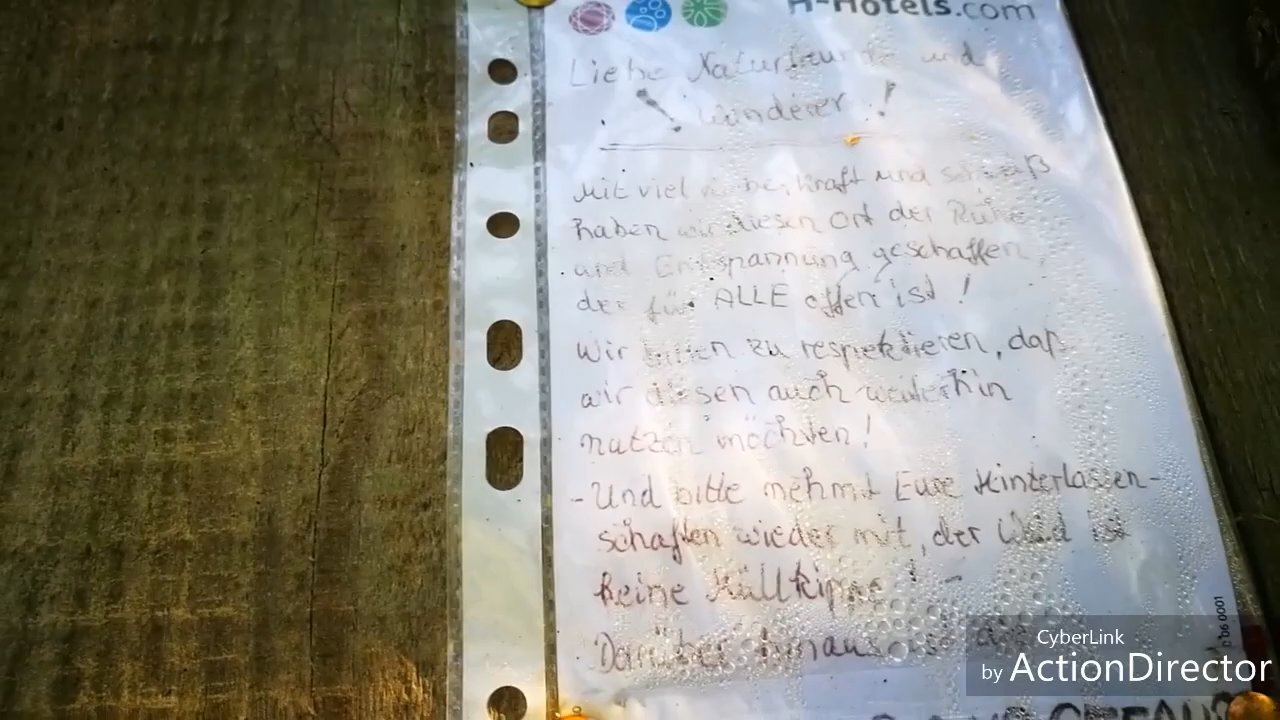 H-Hotels.com
Liebe Naturfreunde und
! Wanderer !
Mit viel und schweiß
haben wir diesen Ort der Ruhe
und Entspannung geschaffen,
der für ALLE offen ist !
Wir bitten zu respektieren, daß
wir diesen auch weiterhin
nutzen möchten !
- Und bitte nehmt Eure Hinterlassen-
schaften wieder mit, der Wald ist
keine Müllkippe ! -
Darüber hinaus ist
0001
CyberLink
by ActionDirector